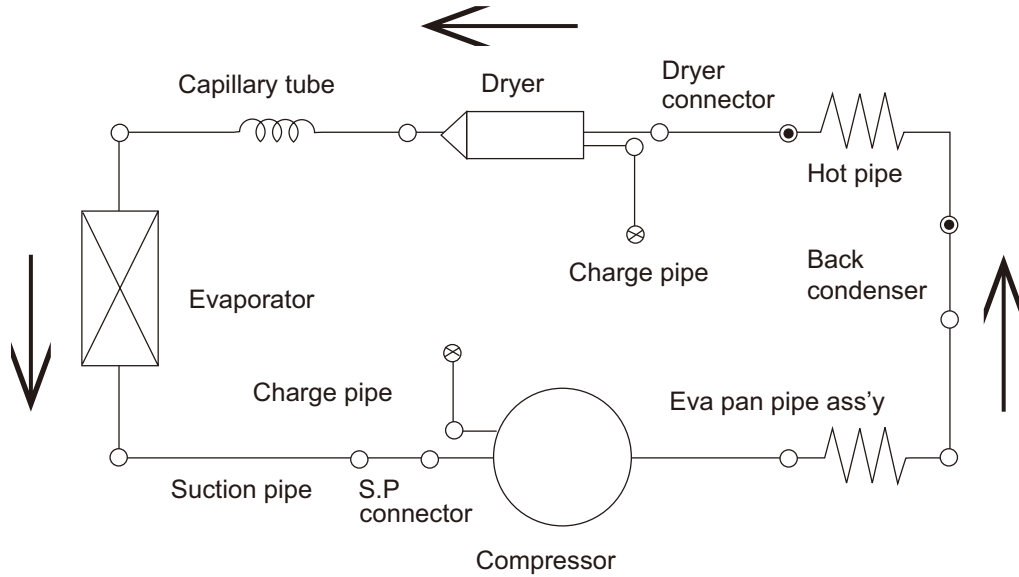 Capillary tube
Dryer
Dryer
connector
Hot pipe
Charge pipe
Back
condenser
Evaporator
Charge pipe
Eva pan pipe ass'y
Suction pipe
S.P
connector
Compressor